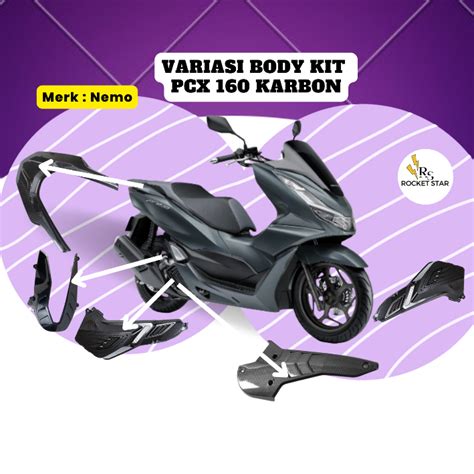 VARIASI BODY KIT
PCX 160 KARBON
Merk : Nemo
RS
ROCKET STAR